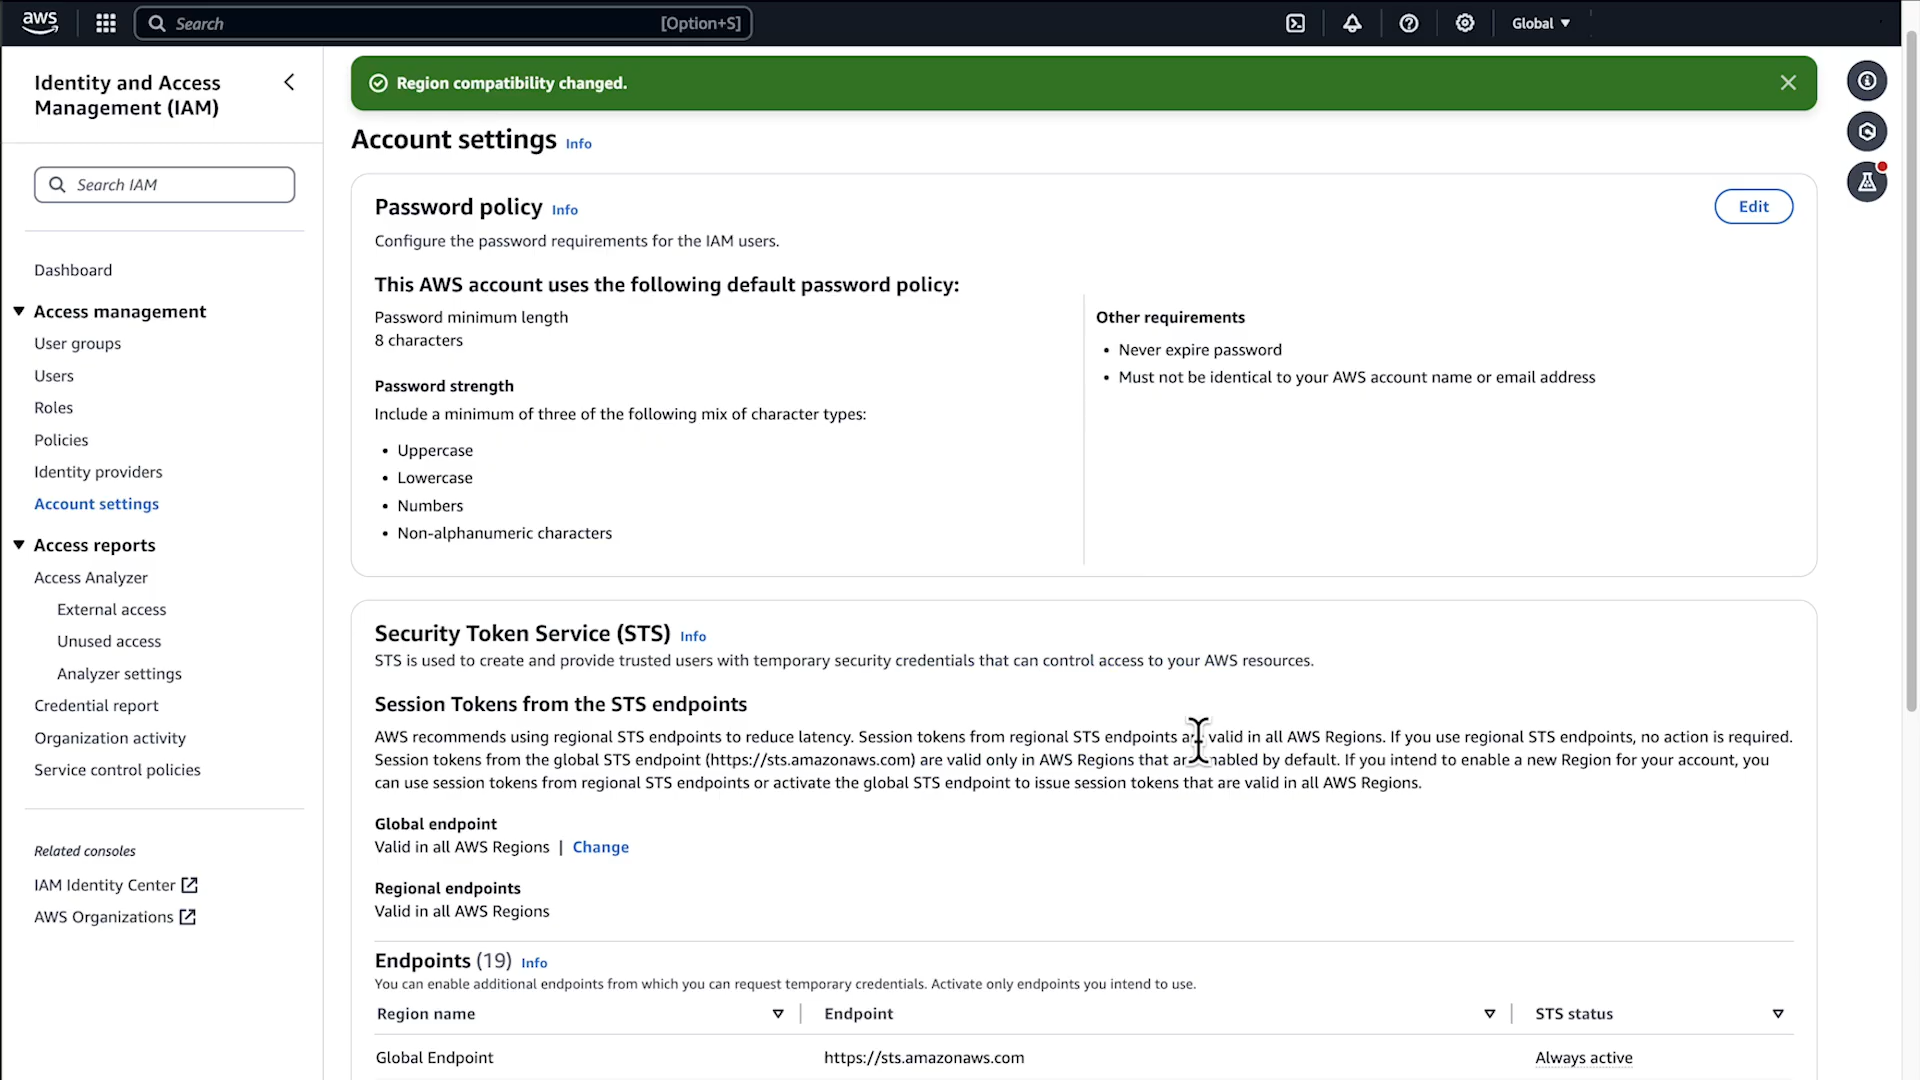 aws
Search [Option+S]
Global
Identity and Access
Management (IAM)
Search IAM
Dashboard
Access management
User groups
Users
Roles
Policies
Identity providers
Account settings
Access reports
Access Analyzer
External access
Unused access
Analyzer settings
Credential report
Organization activity
Service control policies
Related consoles
IAM Identity Center
AWS Organizations
Region compatibility changed.
Account settings Info
Password policy Info
Edit
Configure the password requirements for the IAM users.
This AWS account uses the following default password policy:
Password minimum length
8 characters
Password strength
Include a minimum of three of the following mix of character types:
• Uppercase
• Lowercase
• Numbers
• Non-alphanumeric characters
Other requirements
• Never expire password
• Must not be identical to your AWS account name or email address
Security Token Service (STS) Info
STS is used to create and provide trusted users with temporary security credentials that can control access to your AWS resources.
Session Tokens from the STS endpoints
AWS recommends using regional STS endpoints to reduce latency. Session tokens from regional STS endpoints are valid in all AWS Regions. If you use regional STS endpoints, no action is required.
Session tokens from the global STS endpoint (https://sts.amazonaws.com) are valid only in AWS Regions that are enabled by default. If you intend to enable a new Region for your account, you
can use session tokens from regional STS endpoints or activate the global STS endpoint to issue session tokens that are valid in all AWS Regions.
Global endpoint
Valid in all AWS Regions | Change
Regional endpoints
Valid in all AWS Regions
Endpoints (19) Info
You can enable additional endpoints from which you can request temporary credentials. Activate only endpoints you intend to use.
Region name Endpoint STS status
Global Endpoint https://sts.amazonaws.com Always active